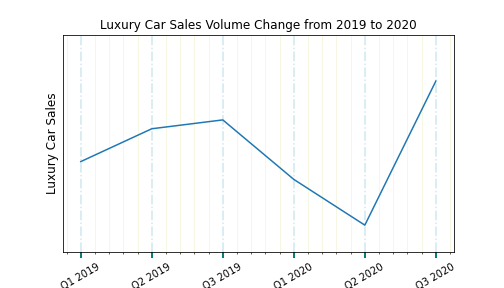 Luxury Car Sales Volume Change from 2019 to 2020
Luxury Car Sales
Q1 2019
Q2 2019
Q3 2019
Q1 2020
Q2 2020
Q3 2020